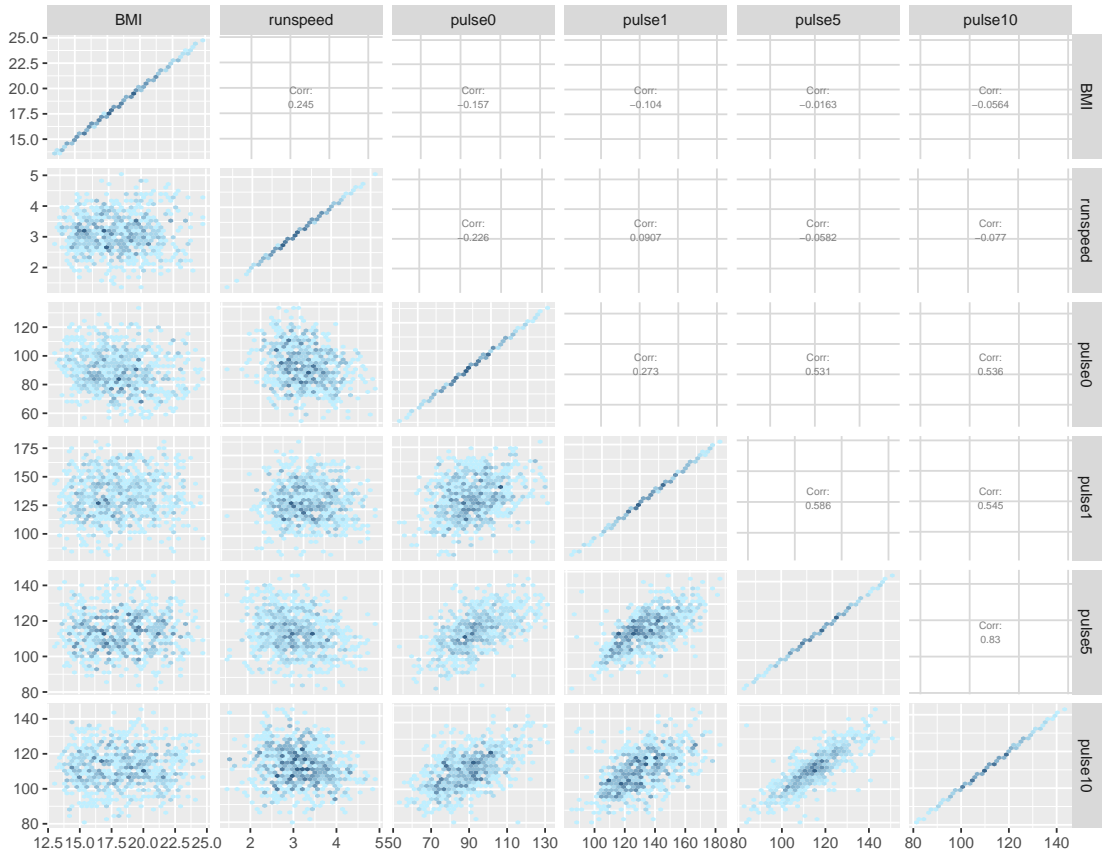 BMI runspeed pulse0 pulse1 pulse5 pulse10
25.0
22.5
20.0
17.5
15.0
Corr:
0.245
Corr:
−0.157
Corr:
−0.104
Corr:
−0.0163
Corr:
−0.0564
BMI
5
4
3
2
Corr:
−0.226
Corr:
0.0907
Corr:
−0.0582
Corr:
−0.077
runspeed
120
100
80
60
Corr:
0.273
Corr:
0.531
Corr:
0.536
pulse0
175
150
125
100
Corr:
0.586
Corr:
0.545
pulse1
140
120
100
80
Corr:
0.83
pulse5
140
120
100
80
pulse10
12.5 15.0 17.5 20.0 22.5 25.0 2 3 4 5 50 70 90 110 130 100 120 140 160 180 80 100 120 140 80 100 120 140